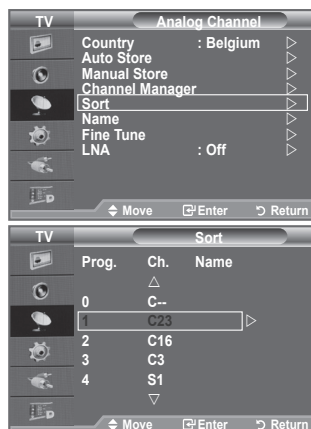 TV Analog Channel
Country : Belgium
Auto Store
Manual Store
Channel Manager
Sort
Name
Fine Tune
LNA : Off
Move Enter Return
TV Sort
Prog. Ch. Name
0 C--
1 C23
2 C16
3 C3
4 S1
Move Enter Return